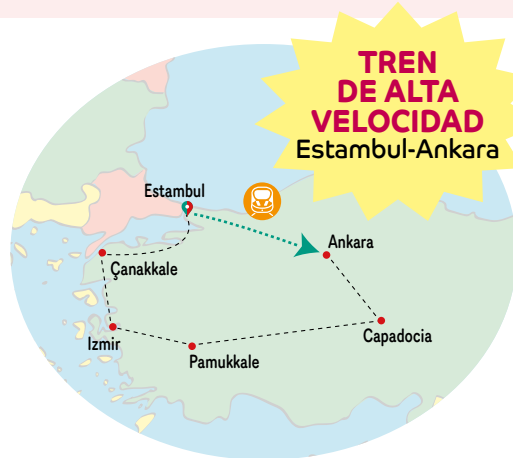 TREN
DE ALTA
VELOCIDAD
Estambul-Ankara
Estambul
Ankara
Çanakkale
Izmir
Pamukkale
Capadocia